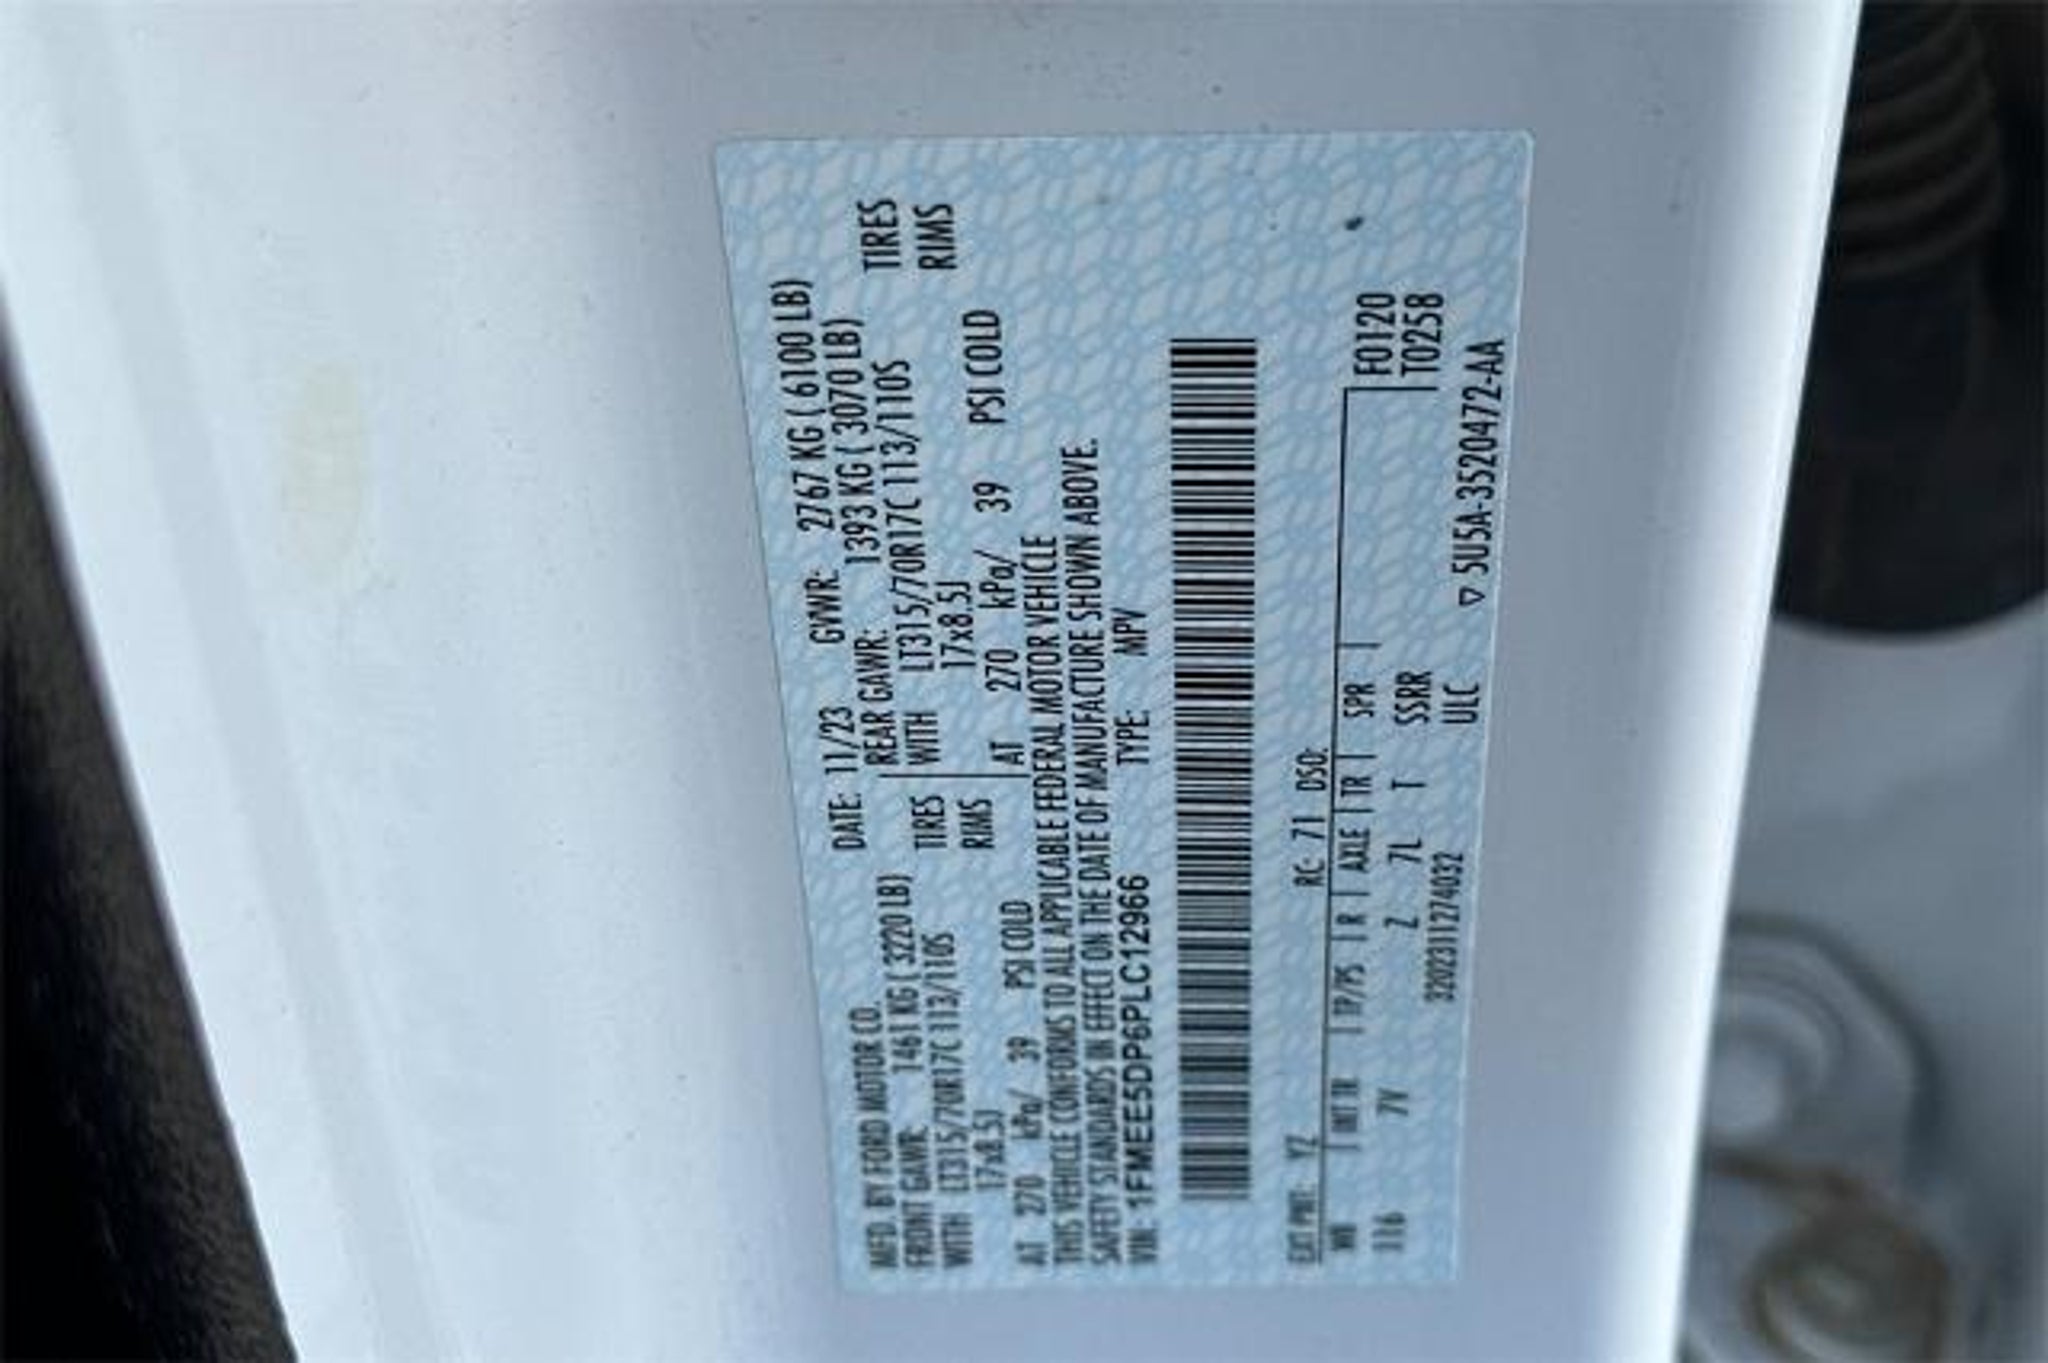 MFD. BY FORD MOTOR CO. DATE: 11/23 GVWR: 2767 KG ( 6100 LB)
FRONT GAWR: 1461 KG ( 3220 LB) REAR GAWR: 1393 KG ( 3070 LB)
WITH LT315/70R17C 113/110S TIRES WITH LT315/70R17C 113/110S TIRES
17x8.5J RIMS 17x8.5J RIMS
AT 270 kPa/ 39 PSI COLD AT 270 kPa/ 39 PSI COLD
THIS VEHICLE CONFORMS TO ALL APPLICABLE FEDERAL MOTOR VEHICLE
SAFETY STANDARDS IN EFFECT ON THE DATE OF MANUFACTURE SHOWN ABOVE.
VIN: 1FMEE5DP6PLC12966 TYPE: MPV
EXT PNT: YZ RC: 71 DSO:
WB | INT TR | TP/PS | R | AXLE | TR | SPR | F0120
116 7V Z 7L T SSRR T0258
320231127 4032 ULC
▽ 5U5A-3520472-AA